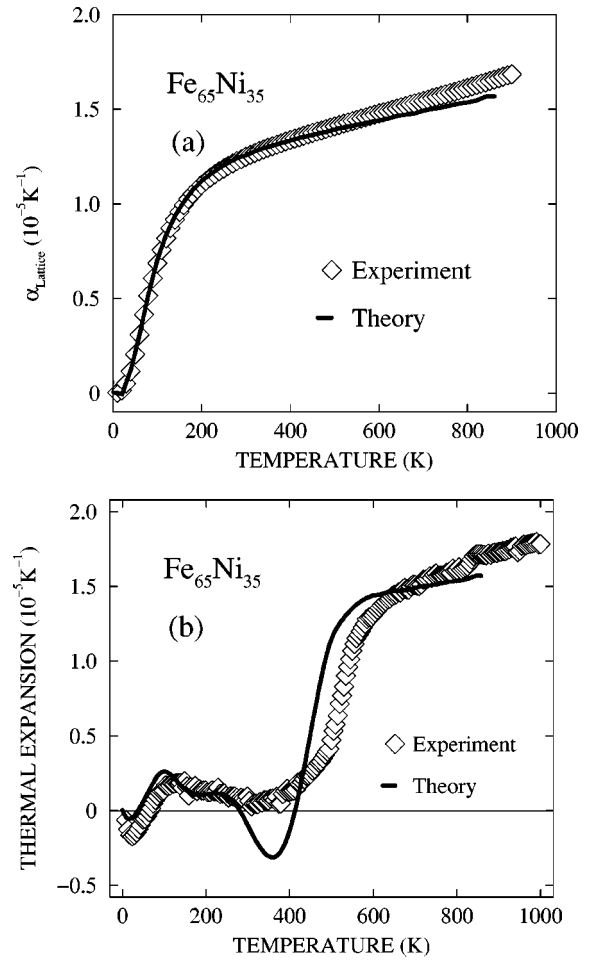 2.0
1.5
1.0
0.5
0
α_Lattice (10⁻⁵K⁻¹)
Fe₆₅Ni₃₅
(a)
Experiment
Theory
0 200 400 600 800 1000
TEMPERATURE (K)
2.0
1.5
1.0
0.5
0
−0.5
THERMAL EXPANSION (10⁻⁵K⁻¹)
Fe₆₅Ni₃₅
(b)
Experiment
Theory
0 200 400 600 800 1000
TEMPERATURE (K)